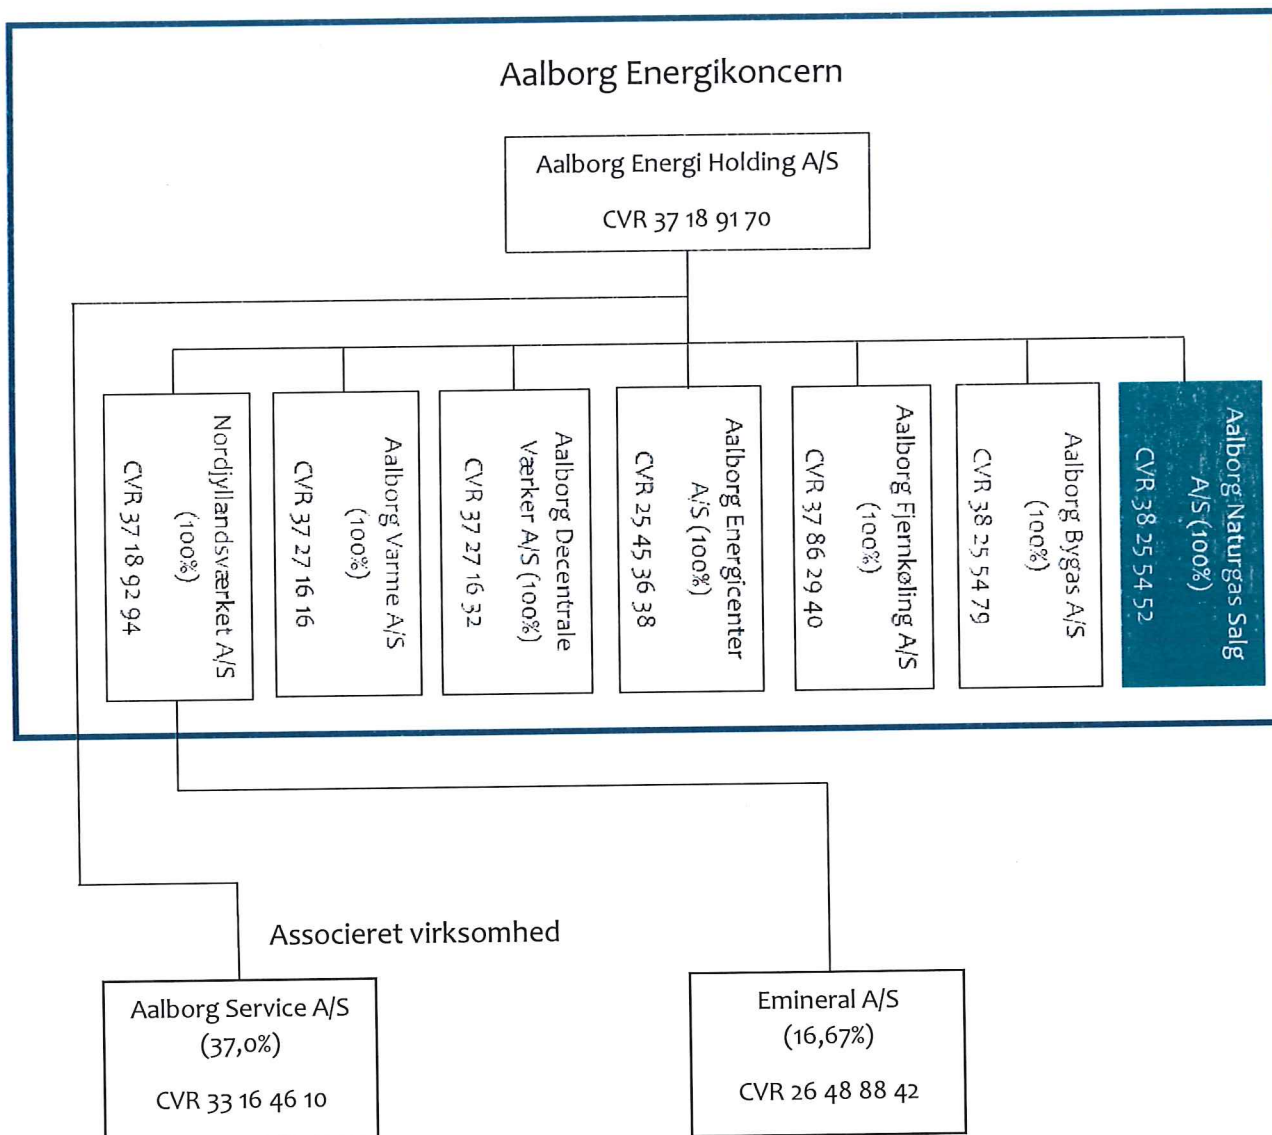 Aalborg Energikoncern
Aalborg Energi Holding A/S
CVR 37 18 91 70
Nordjyllandsværket A/S
(100%)
CVR 37 18 92 94
Aalborg Varme A/S
(100%)
CVR 37 27 16 16
Aalborg Decentrale
Værker A/S (100%)
CVR 37 27 16 32
Aalborg Energicenter
A/S (100%)
CVR 25 45 36 38
Aalborg Fjernkøling A/S
(100%)
CVR 37 86 29 40
Aalborg Bygas A/S
(100%)
CVR 38 25 54 79
Aalborg Naturgas Salg
A/S (100%)
CVR 38 25 54 52
Associeret virksomhed
Aalborg Service A/S
(37,0%)
CVR 33 16 46 10
Emineral A/S
(16,67%)
CVR 26 48 88 42